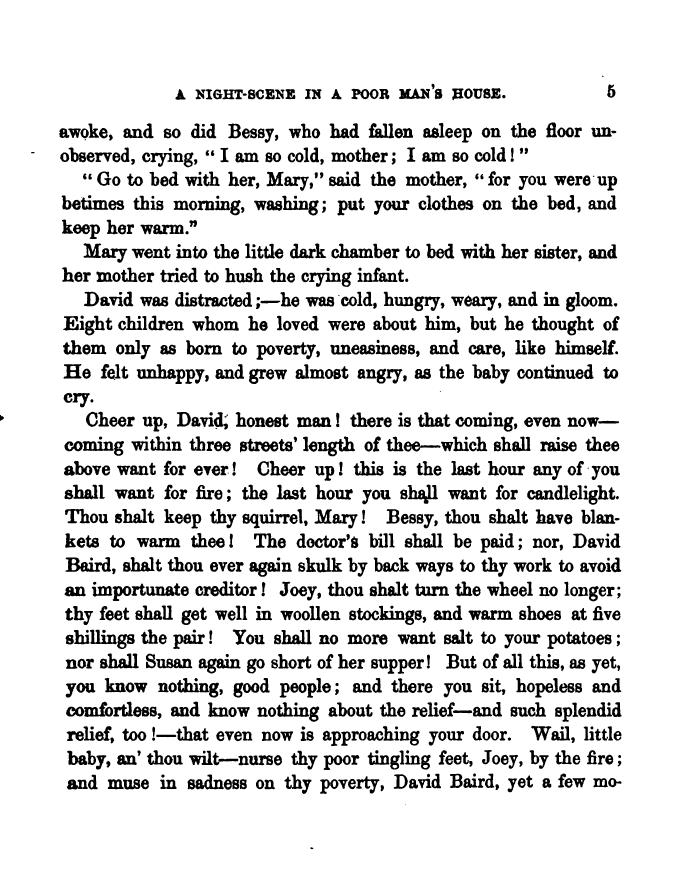 A NIGHT-SCENE IN A POOR MAN'S HOUSE. 5
awoke, and so did Bessy, who had fallen asleep on the floor un-
observed, crying, “ I am so cold, mother; I am so cold! ”
“ Go to bed with her, Mary,” said the mother, “ for you were up
betimes this morning, washing; put your clothes on the bed, and
keep her warm.”
Mary went into the little dark chamber to bed with her sister, and
her mother tried to hush the crying infant.
David was distracted;—he was cold, hungry, weary, and in gloom.
Eight children whom he loved were about him, but he thought of
them only as born to poverty, uneasiness, and care, like himself.
He felt unhappy, and grew almost angry, as the baby continued to
cry.
Cheer up, David, honest man! there is that coming, even now—
coming within three streets' length of thee—which shall raise thee
above want for ever! Cheer up! this is the last hour any of you
shall want for fire; the last hour you shall want for candlelight.
Thou shalt keep thy squirrel, Mary! Bessy, thou shalt have blan-
kets to warm thee! The doctor's bill shall be paid; nor, David
Baird, shalt thou ever again skulk by back ways to thy work to avoid
an importunate creditor! Joey, thou shalt turn the wheel no longer;
thy feet shall get well in woollen stockings, and warm shoes at five
shillings the pair! You shall no more want salt to your potatoes;
nor shall Susan again go short of her supper! But of all this, as yet,
you know nothing, good people; and there you sit, hopeless and
comfortless, and know nothing about the relief—and such splendid
relief, too!—that even now is approaching your door. Wail, little
baby, an' thou wilt—nurse thy poor tingling feet, Joey, by the fire;
and muse in sadness on thy poverty, David Baird, yet a few mo-